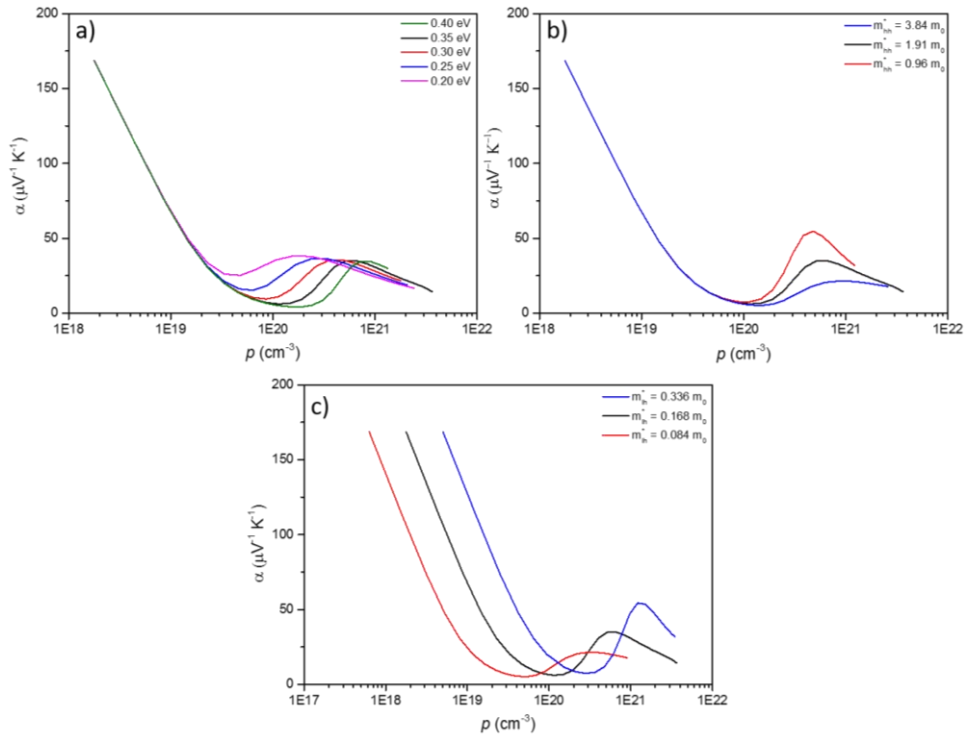 a)
0.40 eV
0.35 eV
0.30 eV
0.25 eV
0.20 eV
200
150
100
50
0
α (μV⁻¹ K⁻¹)
1E18 1E19 1E20 1E21 1E22
p (cm⁻³)
b)
m*hh = 3.84 m₀
m*hh = 1.91 m₀
m*hh = 0.96 m₀
200
150
100
50
0
α (μV⁻¹ K⁻¹)
1E18 1E19 1E20 1E21 1E22
p (cm⁻³)
c)
m*lh = 0.336 m₀
m*lh = 0.168 m₀
m*lh = 0.084 m₀
200
150
100
50
0
α (μV⁻¹ K⁻¹)
1E17 1E18 1E19 1E20 1E21 1E22
p (cm⁻³)